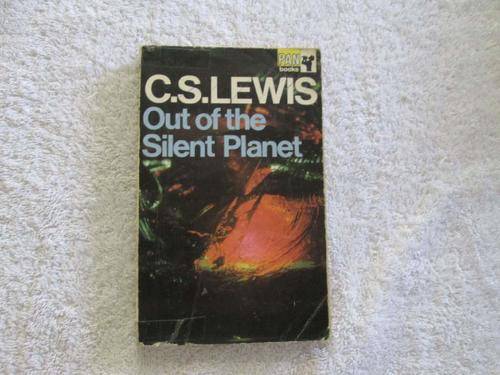 PAN
books
C.S.LEWIS
Out of the
Silent Planet